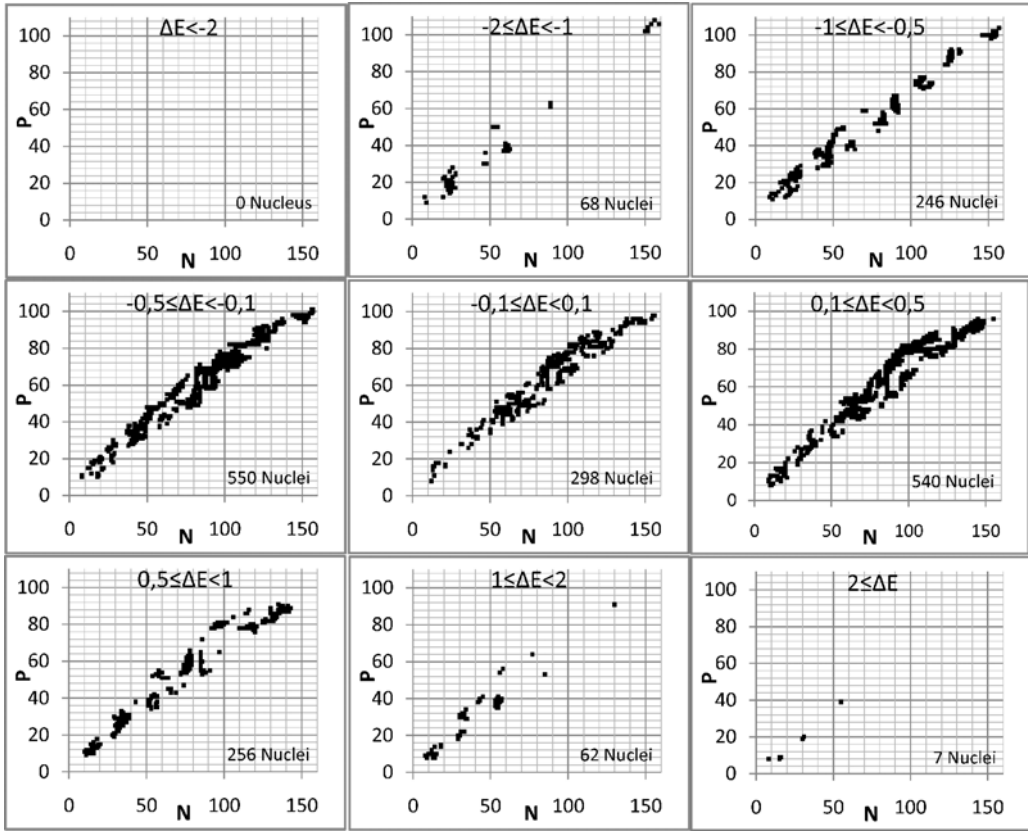 ΔE<-2
100
80
60
40
20
0
P
0 Nucleus
0 50 100 150
N
-2≤ΔE<-1
100
80
60
40
20
0
P
68 Nuclei
0 50 100 150
N
-1≤ΔE<-0,5
100
80
60
40
20
0
P
246 Nuclei
0 50 100 150
N
-0,5≤ΔE<-0,1
100
80
60
40
20
0
P
550 Nuclei
0 50 100 150
N
-0,1≤ΔE<0,1
100
80
60
40
20
0
P
298 Nuclei
0 50 100 150
N
0,1≤ΔE<0,5
100
80
60
40
20
0
P
540 Nuclei
0 50 100 150
N
0,5≤ΔE<1
100
80
60
40
20
0
P
256 Nuclei
0 50 100 150
N
1≤ΔE<2
100
80
60
40
20
0
P
62 Nuclei
0 50 100 150
N
2≤ΔE
100
80
60
40
20
0
P
7 Nuclei
0 50 100 150
N